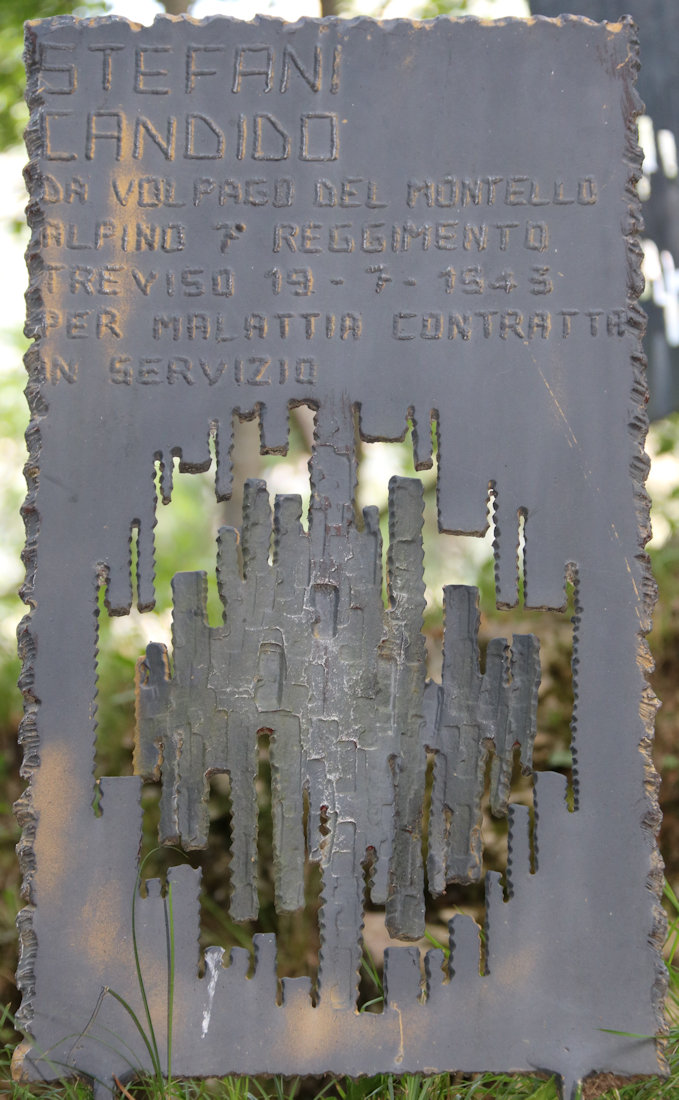 STEFANI
CANDIDO
DA VOLPAGO DEL MONTELLO
ALPINO 7° REGGIMENTO
TREVISO 19-7-1943
PER MALATTIA CONTRATTA
IN SERVIZIO